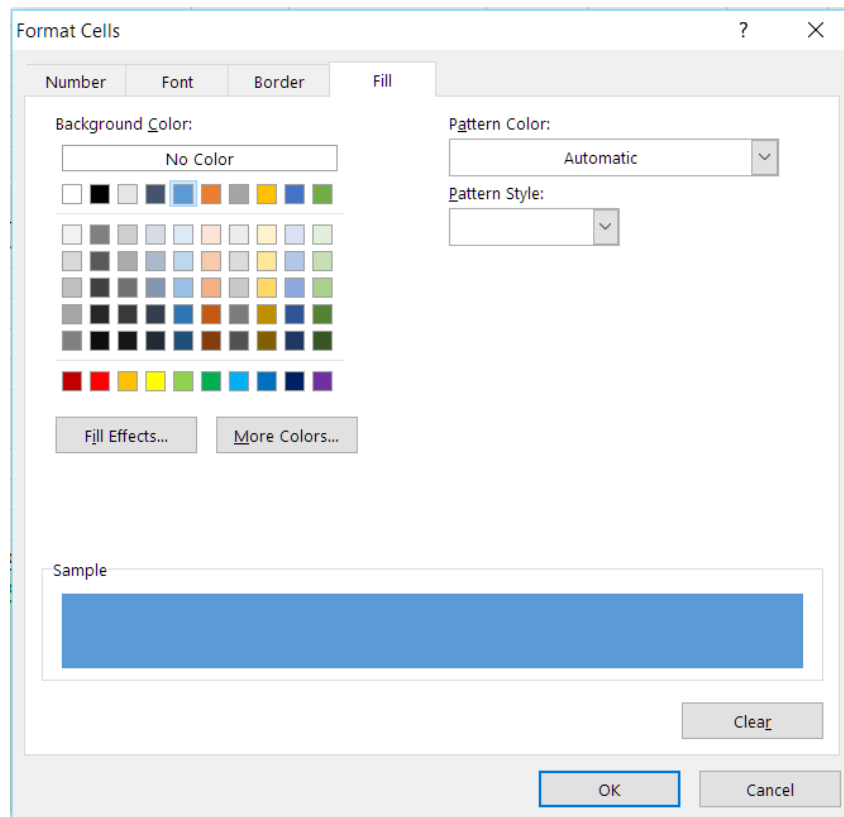 Format Cells ?
Number Font Border Fill
Background Color: Pattern Color:
No Color Automatic
Pattern Style:
Fill Effects... More Colors...
Sample
Clear
OK Cancel